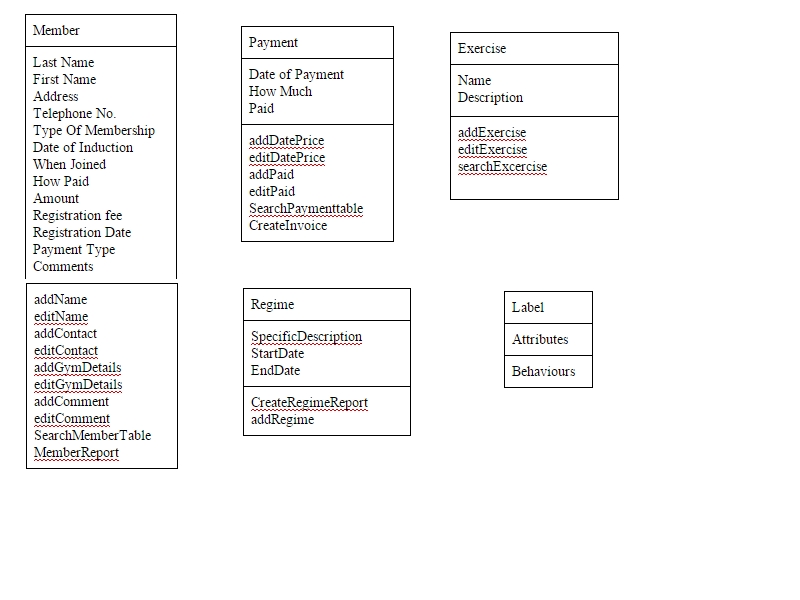 Member
Last Name
First Name
Address
Telephone No.
Type Of Membership
Date of Induction
When Joined
How Paid
Amount
Registration fee
Registration Date
Payment Type
Comments
addName
editName
addContact
editContact
addGymDetails
editGymDetails
addComment
editComment
SearchMemberTable
MemberReport
Payment
Date of Payment
How Much
Paid
addDatePrice
editDatePrice
addPaid
editPaid
SearchPaymenttable
CreateInvoice
Exercise
Name
Description
addExercise
editExercise
searchExcercise
Regime
SpecificDescription
StartDate
EndDate
CreateRegimeReport
addRegime
Label
Attributes
Behaviours